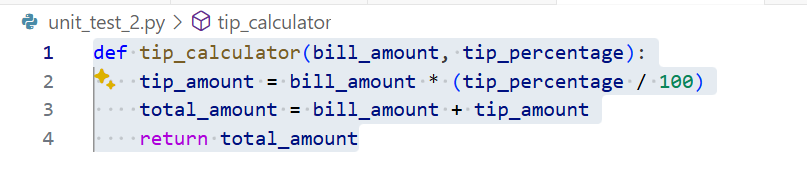 unit_test_2.py > tip_calculator
1 def tip_calculator(bill_amount, tip_percentage):
2     tip_amount = bill_amount * (tip_percentage / 100)
3     total_amount = bill_amount + tip_amount
4     return total_amount